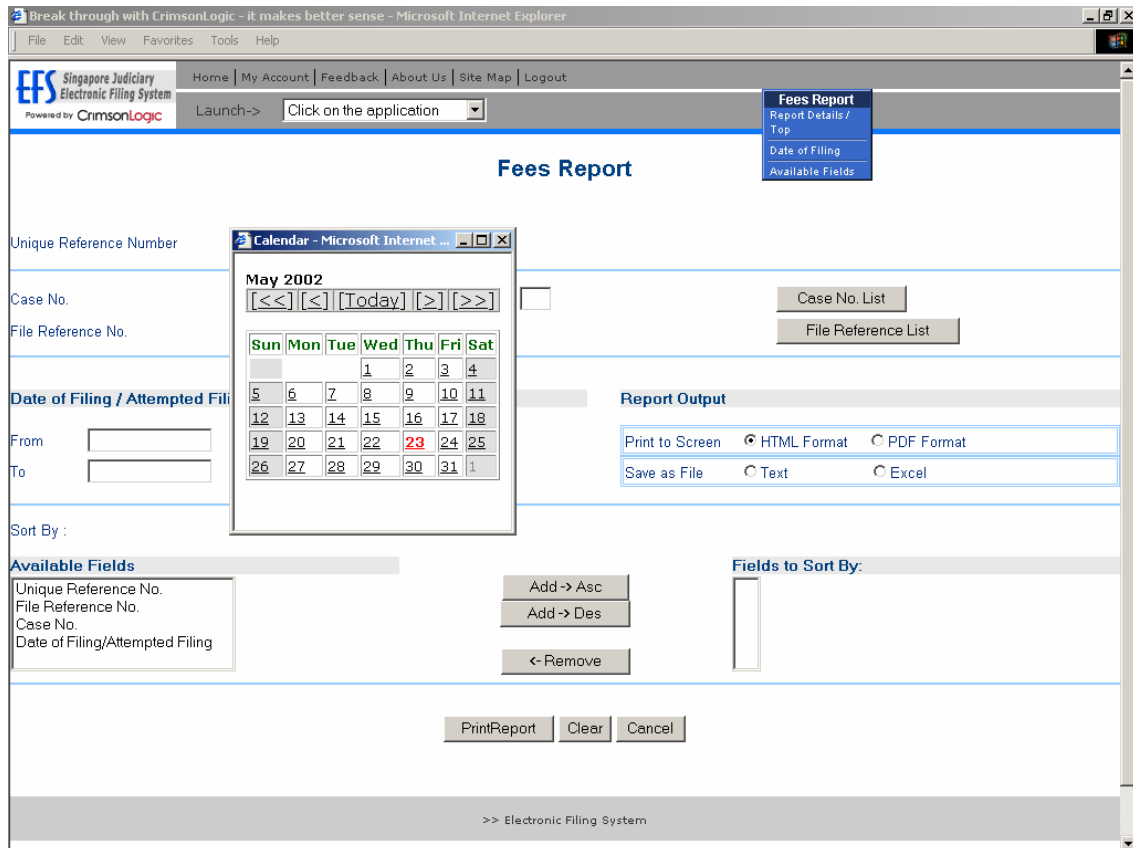 Break through with CrimsonLogic - it makes better sense - Microsoft Internet Explorer
File Edit View Favorites Tools Help
EFS Singapore Judiciary
Electronic Filing System
Powered by CrimsonLogic
Home | My Account | Feedback | About Us | Site Map | Logout
Launch-> Click on the application
Fees Report
Report Details /
Top
Date of Filing
Available Fields
Fees Report
Unique Reference Number
Calendar - Microsoft Internet ...
May 2002
[<<] [<] [Today] [>] [>>]
Sun Mon Tue Wed Thu Fri Sat
1 2 3 4
5 6 7 8 9 10 11
12 13 14 15 16 17 18
19 20 21 22 23 24 25
26 27 28 29 30 31 1
Case No.
Case No. List
File Reference No.
File Reference List
Date of Filing / Attempted Fili
Report Output
From
Print to Screen HTML Format PDF Format
To
Save as File Text Excel
Sort By :
Available Fields
Fields to Sort By:
Unique Reference No.
File Reference No.
Case No.
Date of Filing/Attempted Filing
Add -> Asc
Add -> Des
<- Remove
PrintReport Clear Cancel
>> Electronic Filing System